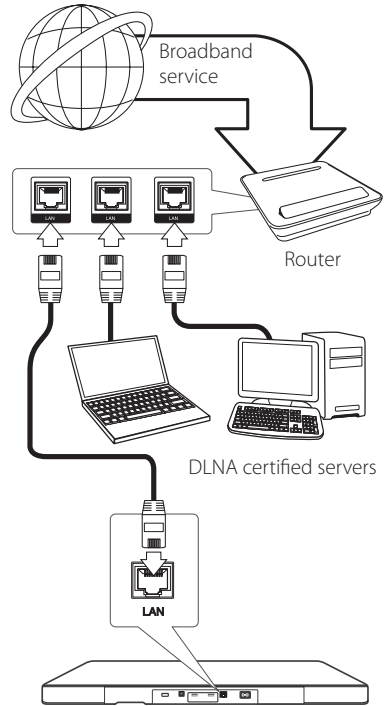 Broadband
service
LAN
LAN
LAN
Router
DLNA certified servers
LAN